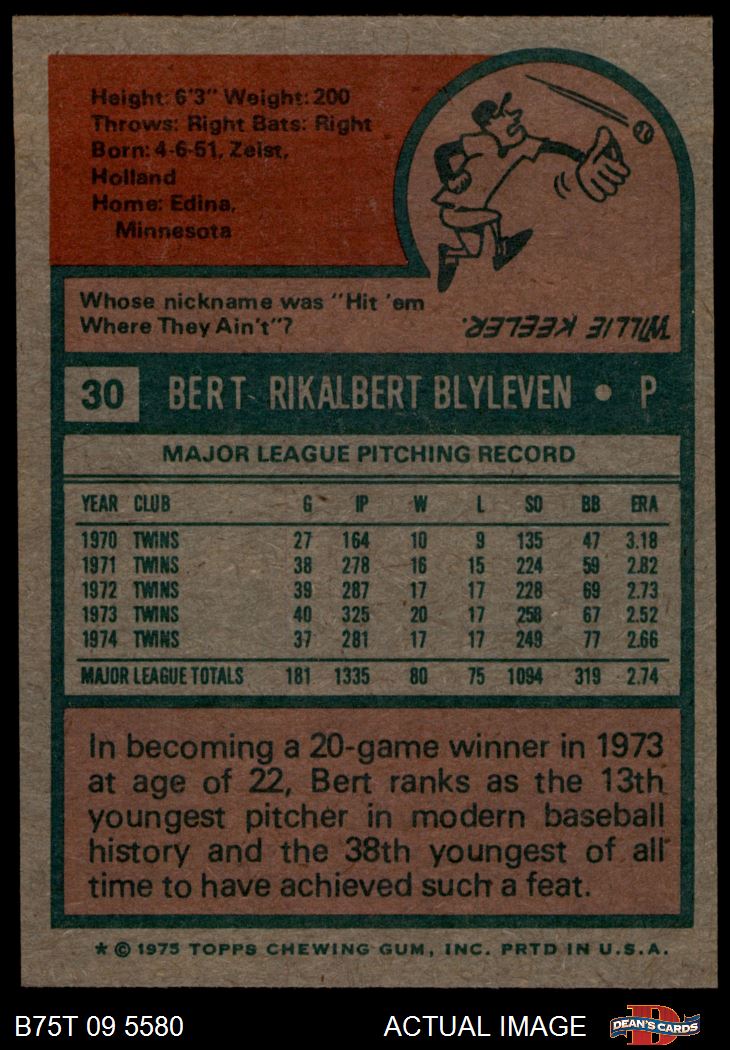 Height: 6'3" Weight: 200
Throws: Right Bats: Right
Born: 4-6-51, Zeist,
Holland
Home: Edina,
Minnesota
Whose nickname was "Hit 'em
Where They Ain't"?
WILLIE KEELER.
30 BERT RIKALBERT BLYLEVEN • P
MAJOR LEAGUE PITCHING RECORD
YEAR CLUB G IP W L SO BB ERA
1970 TWINS 27 164 10 9 135 47 3.18
1971 TWINS 38 278 16 15 224 59 2.82
1972 TWINS 39 287 17 17 228 69 2.73
1973 TWINS 40 325 20 17 258 67 2.52
1974 TWINS 37 281 17 17 249 77 2.66
MAJOR LEAGUE TOTALS 181 1335 80 75 1094 319 2.74
In becoming a 20-game winner in 1973
at age of 22, Bert ranks as the 13th
youngest pitcher in modern baseball
history and the 38th youngest of all
time to have achieved such a feat.
* © 1975 TOPPS CHEWING GUM, INC. PRTD IN U.S.A.
B75T 09 5580 ACTUAL IMAGE DEAN'S CARDS